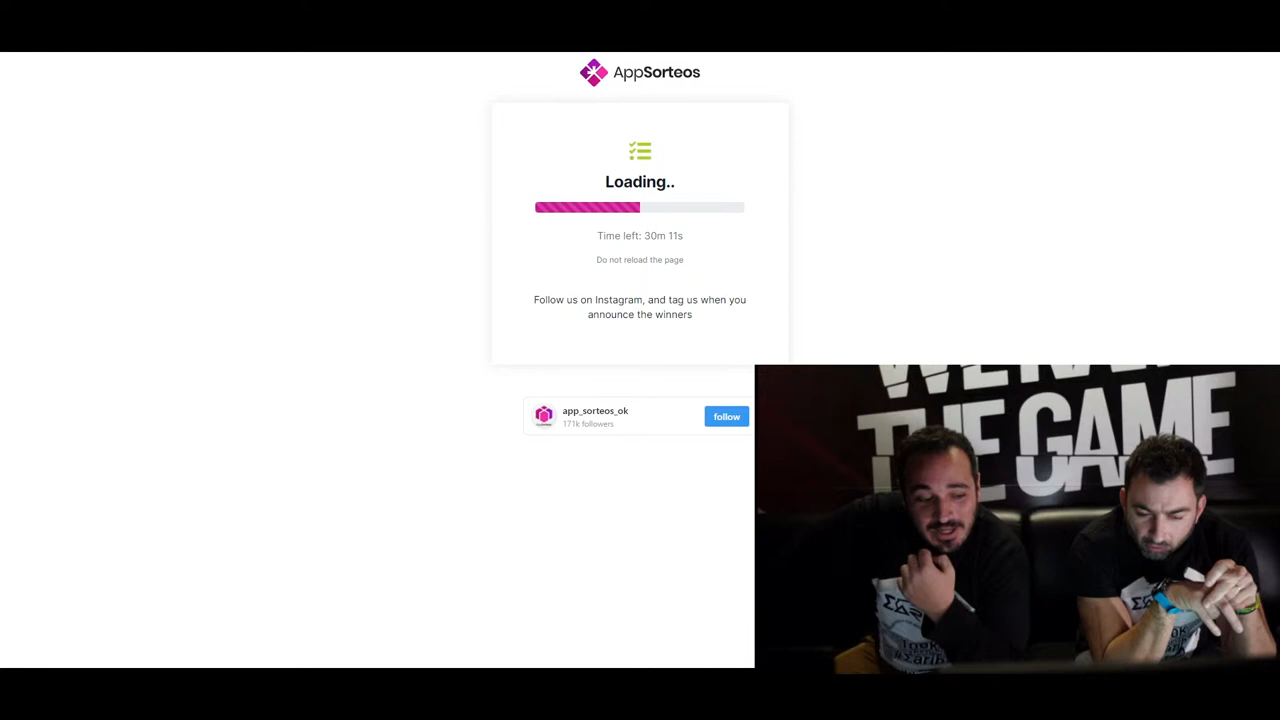 AppSorteos
Loading..
Time left: 30m 11s
Do not reload the page
Follow us on Instagram, and tag us when you
announce the winners
app_sorteos_ok
171k followers
follow
THE GAME